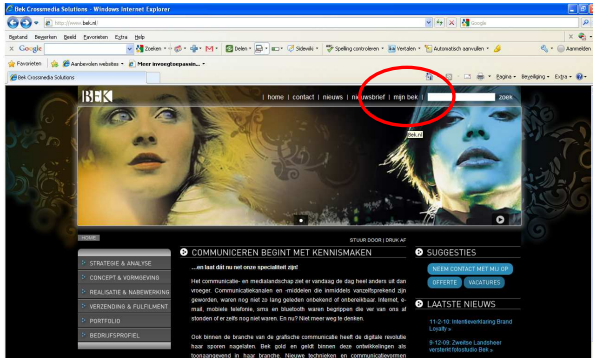 Bek Crossmedia Solutions - Windows Internet Explorer
http://www.bek.nl/
Google
Bestand Bewerken Beeld Favorieten Extra Help
Google
Zoeken
Delen
Sidewiki
Spelling controleren
Vertalen
Automatisch aanvullen
Aanmelden
Favorieten
Aanbevolen websites
Meer invoegtoepassin...
Bek Crossmedia Solutions
Pagina Beveiliging Extra
BEK
| home | contact | nieuws | nieuwsbrief | mijn bek |
zoek
Bek.nl
HOME
STUUR DOOR | DRUK AF
STRATEGIE & ANALYSE
CONCEPT & VORMGEVING
REALISATIE & NABEWERKING
VERZENDING & FULFILMENT
PORTFOLIO
BEDRIJFSPROFIEL
COMMUNICEREN BEGINT MET KENNISMAKEN
...en laat dát nu net onze specialiteit zijn!
Het communicatie- en medialandschap ziet er vandaag de dag heel anders uit dan
vroeger. Communicatiekanalen en -middelen die inmiddels vanzelfsprekend zijn
geworden, waren nog niet zo lang geleden onbekend of onbereikbaar. Internet, e-
mail, mobiele telefonie, sms en bluetooth waren begrippen die ver van ons af
stonden of er zelfs nog niet waren. En nu? Niet meer weg te denken.
Ook binnen de branche van de grafische communicatie heeft de digitale revolutie
haar sporen nagelaten. Bek puld en geldt binnen deze ontwikkelingen als
toonaangevend in haar branche. Nieuwe technieken en communicatievormen
SUGGESTIES
NEEM CONTACT MET MIJ OP
OFFERTE VACATURES
LAATSTE NIEUWS
11-2-10: Intentieverklaring Brand
Loyalty »
9-12-09: Zweitse Landsheer
versterkt fotostudio Bek »